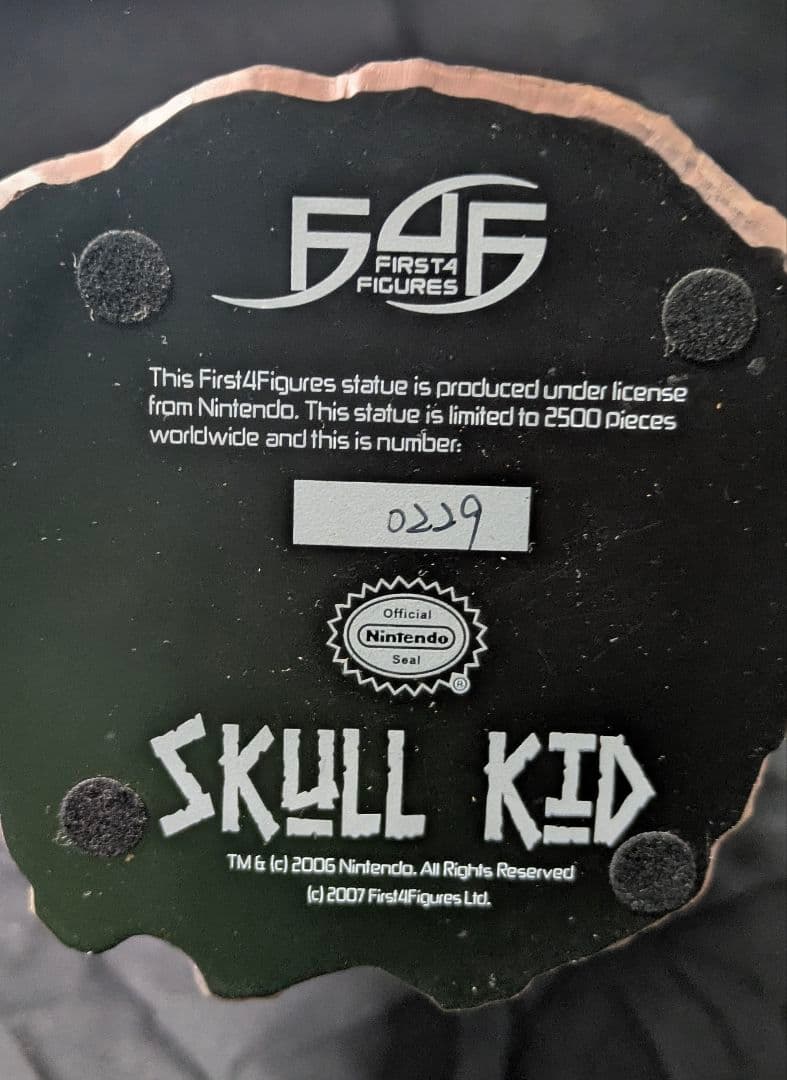 F4F
FIRST4
FIGURES
This First4Figures statue is produced under license
from Nintendo. This statue is limited to 2500 pieces
worldwide and this is number:
0229
Official
Nintendo
Seal
®
SKULL KID
TM & (c) 2006 Nintendo. All Rights Reserved
(c) 2007 First4Figures Ltd.